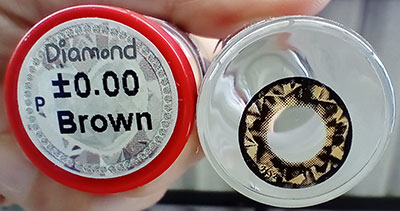 Diamond
±0.00
P
Brown